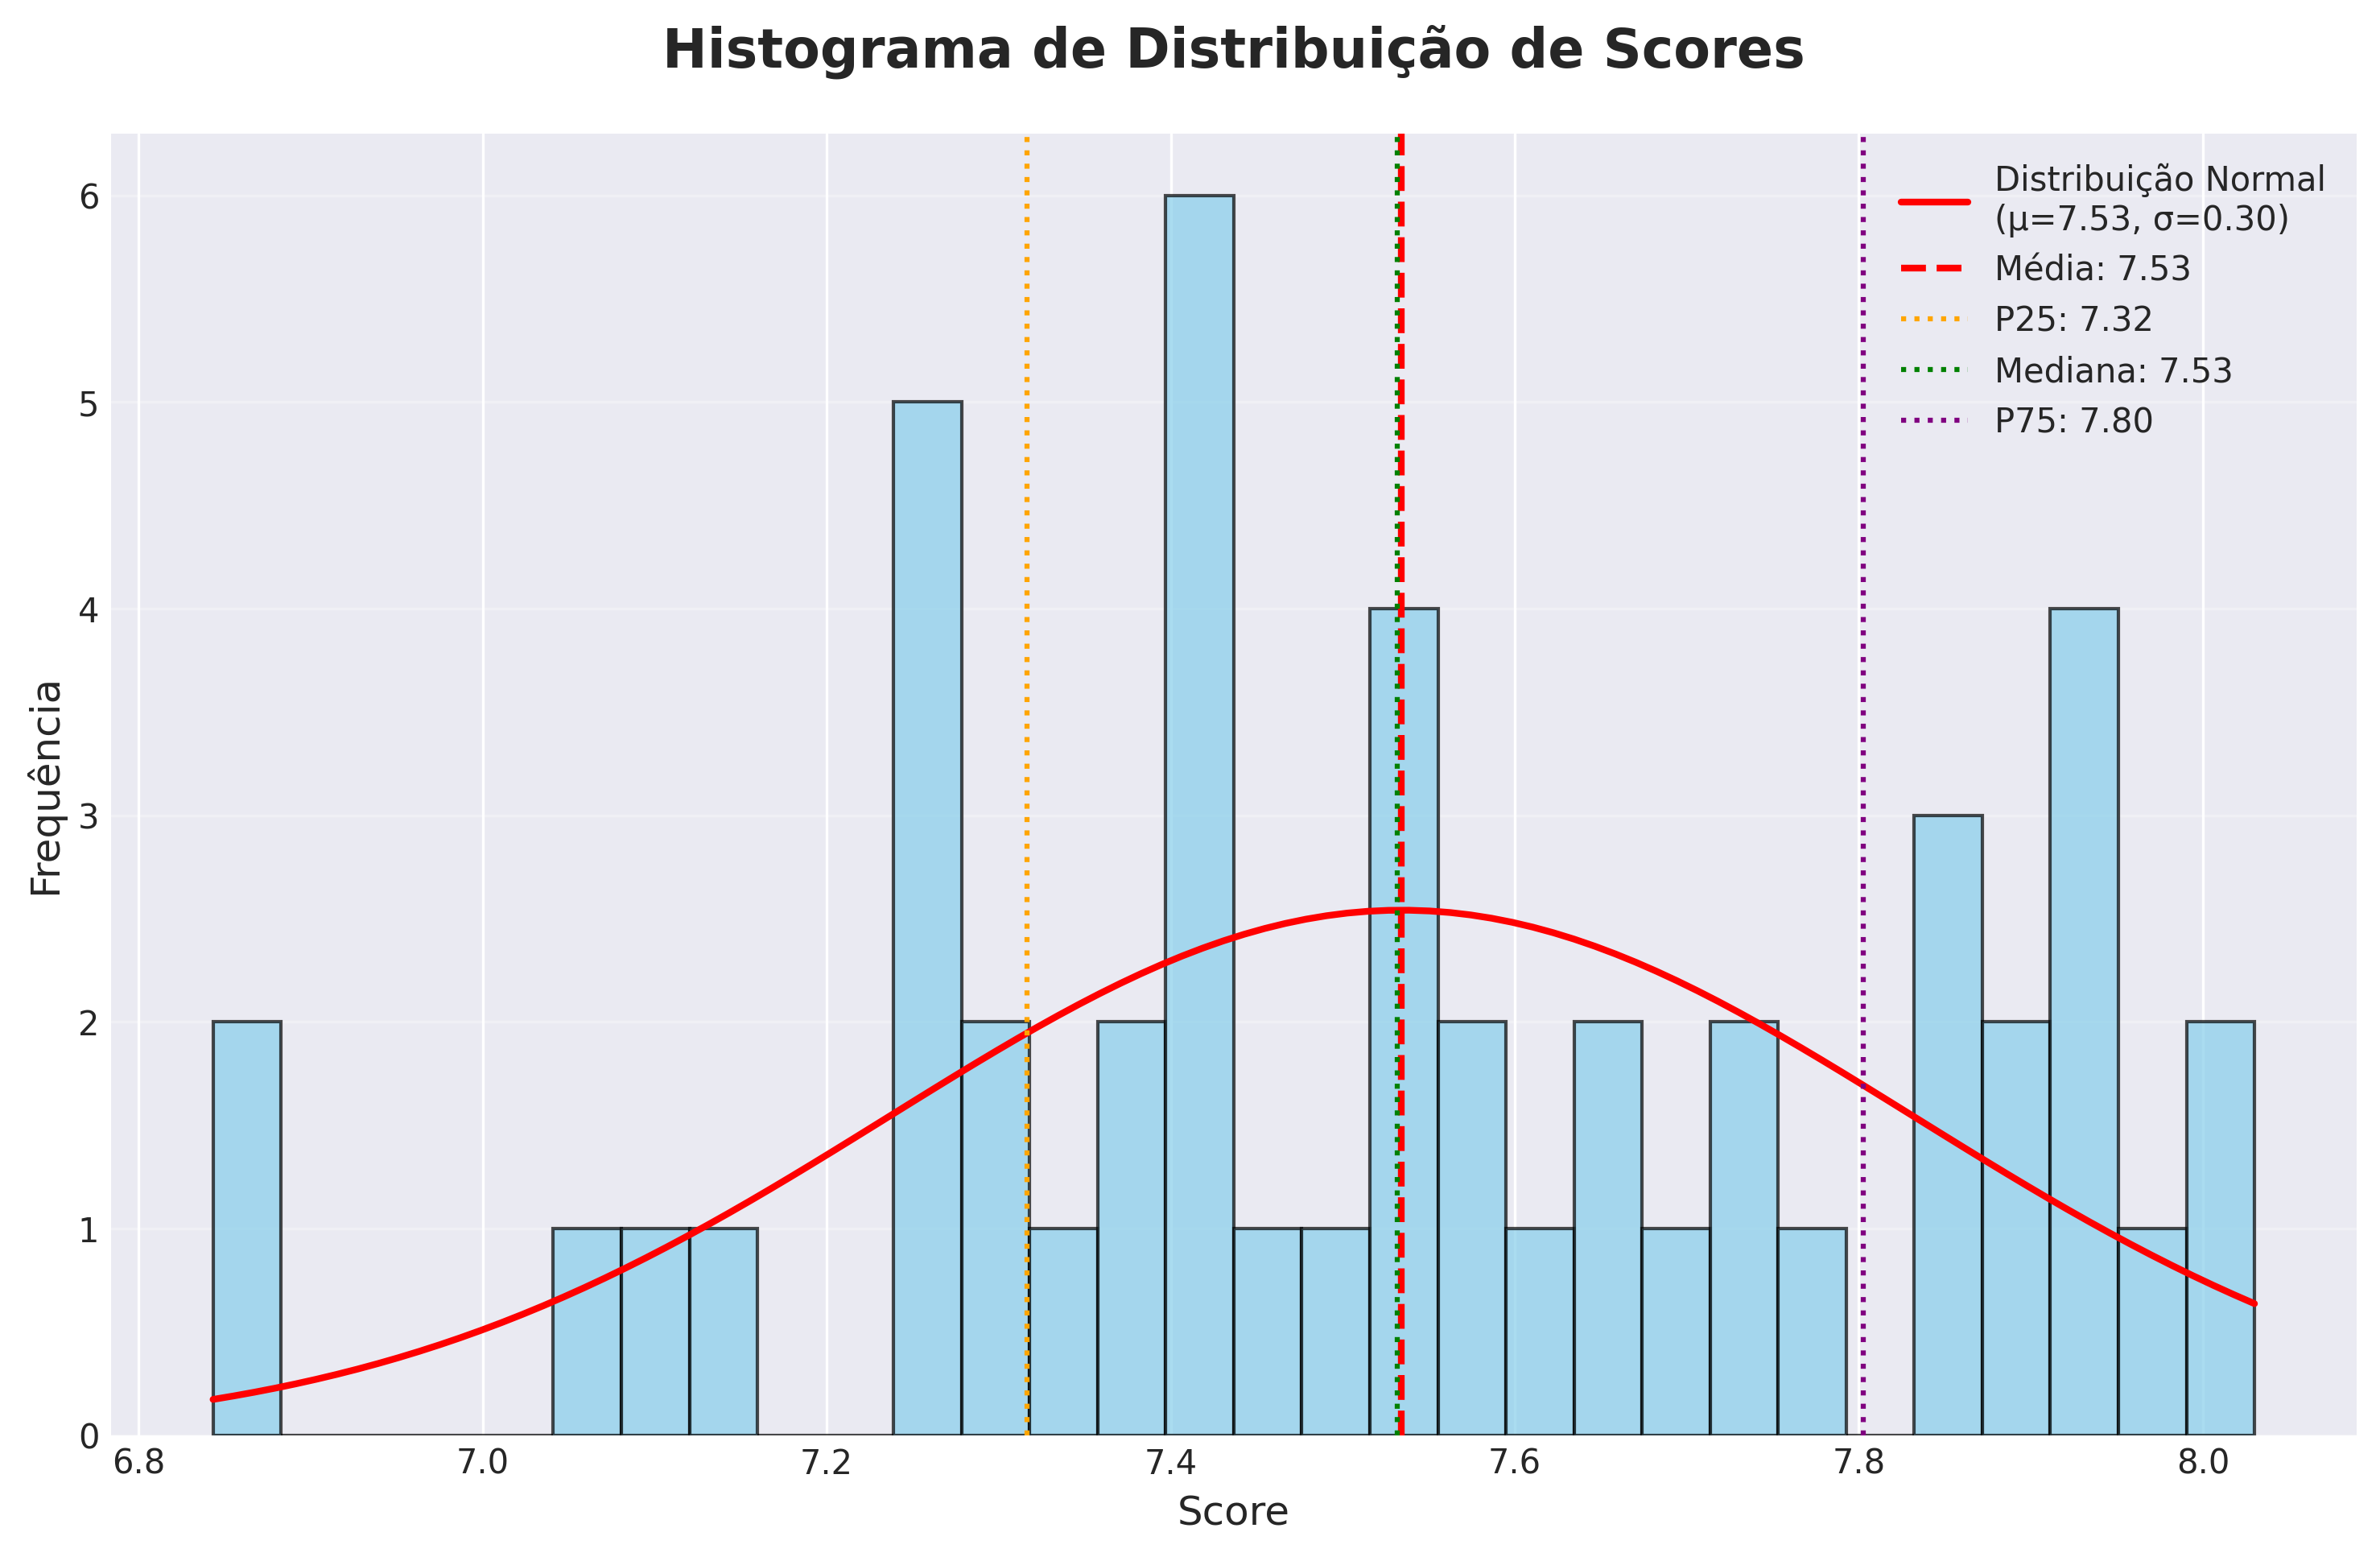 Histograma de Distribuição de Scores
Distribuição Normal
(μ=7.53, σ=0.30)
Média: 7.53
P25: 7.32
Mediana: 7.53
P75: 7.80
Frequência
6
5
4
3
2
1
0
6.8 7.0 7.2 7.4 7.6 7.8 8.0
Score